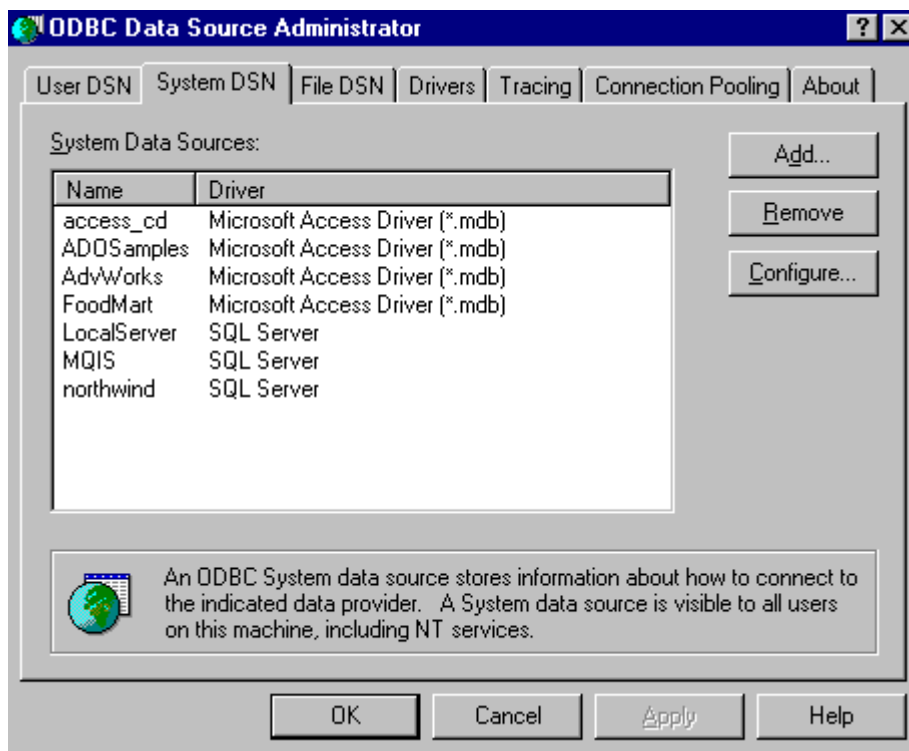 ODBC Data Source Administrator
User DSN System DSN File DSN Drivers Tracing Connection Pooling About
System Data Sources:
Add...
Name Driver
access_cd Microsoft Access Driver (*.mdb)
Remove
ADOSamples Microsoft Access Driver (*.mdb)
AdvWorks Microsoft Access Driver (*.mdb)
Configure...
FoodMart Microsoft Access Driver (*.mdb)
LocalServer SQL Server
MQIS SQL Server
northwind SQL Server
An ODBC System data source stores information about how to connect to
the indicated data provider. A System data source is visible to all users
on this machine, including NT services.
OK Cancel Apply Help